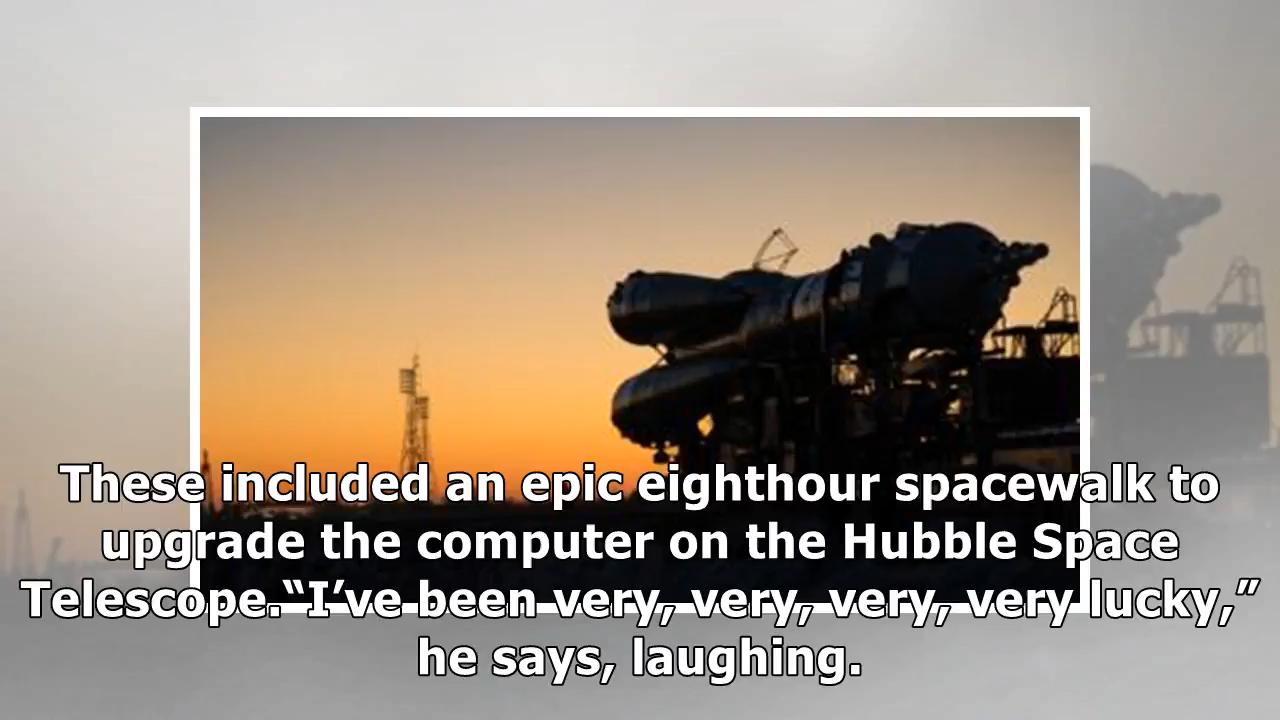 These included an epic eighthour spacewalk to
upgrade the computer on the Hubble Space
Telescope.“I’ve been very, very, very, very lucky,”
he says, laughing.